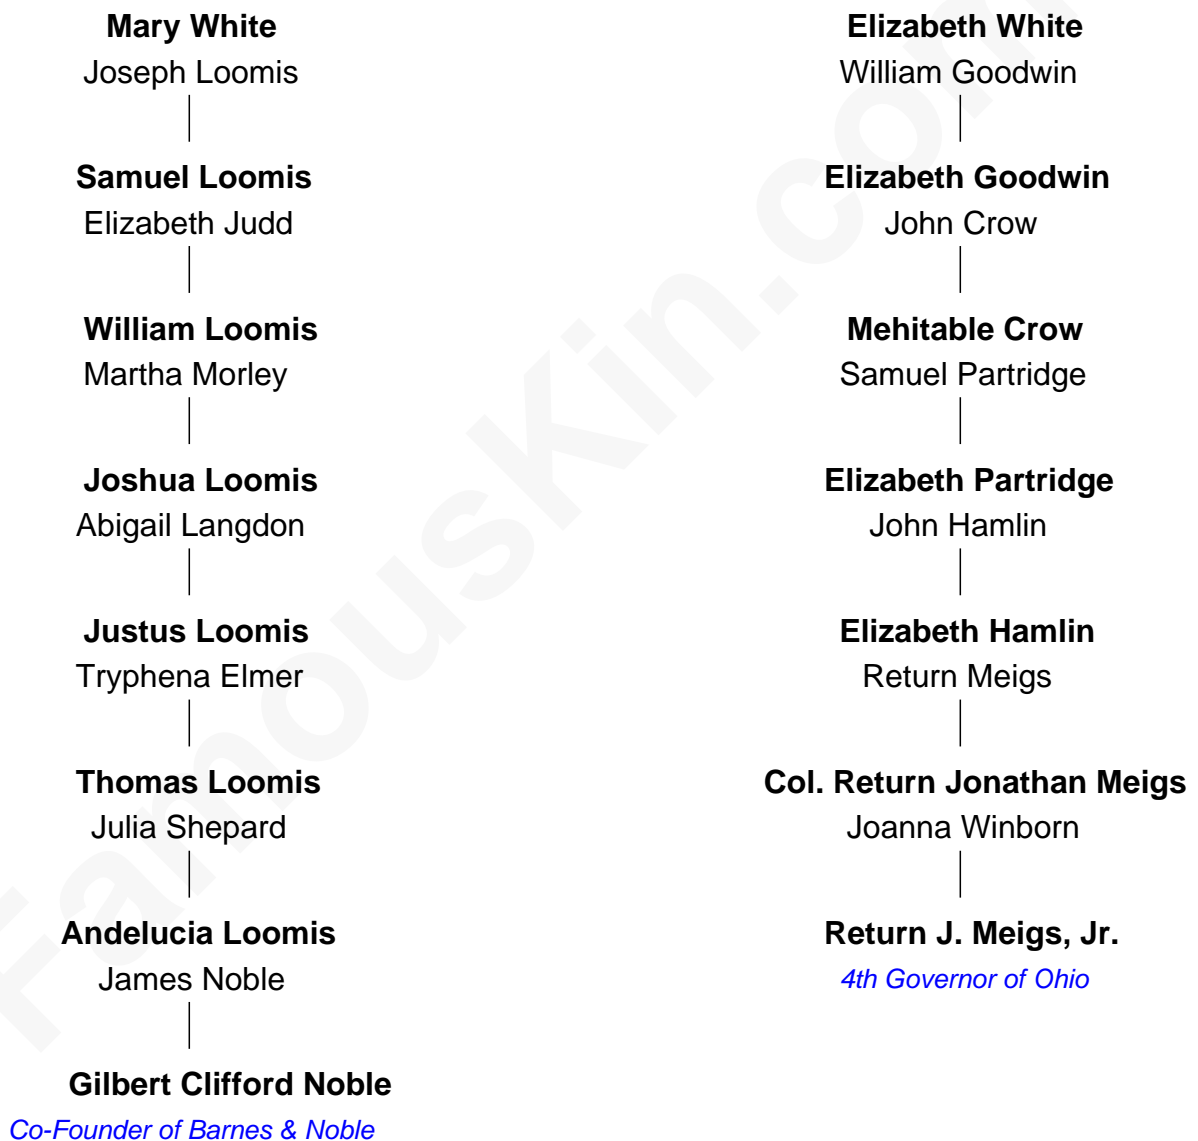 Mary White
Joseph Loomis
Samuel Loomis
Elizabeth Judd
William Loomis
Martha Morley
Joshua Loomis
Abigail Langdon
Justus Loomis
Tryphena Elmer
Thomas Loomis
Julia Shepard
Andelucia Loomis
James Noble
Gilbert Clifford Noble
Co-Founder of Barnes & Noble
Elizabeth White
William Goodwin
Elizabeth Goodwin
John Crow
Mehitable Crow
Samuel Partridge
Elizabeth Partridge
John Hamlin
Elizabeth Hamlin
Return Meigs
Col. Return Jonathan Meigs
Joanna Winborn
Return J. Meigs, Jr.
4th Governor of Ohio
FamousKin.com